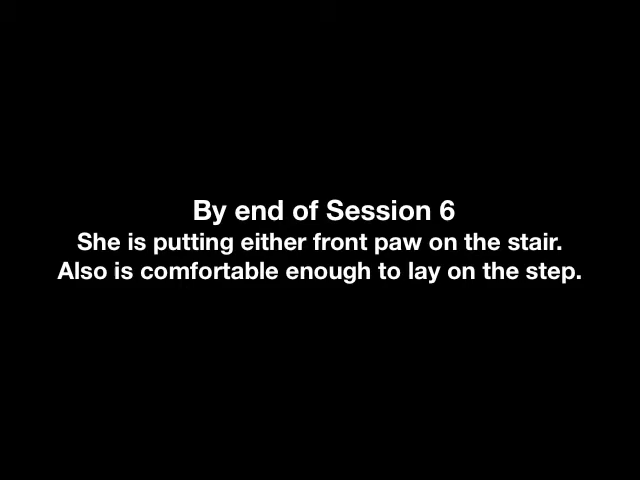 By end of Session 6
She is putting either front paw on the stair.
Also is comfortable enough to lay on the step.